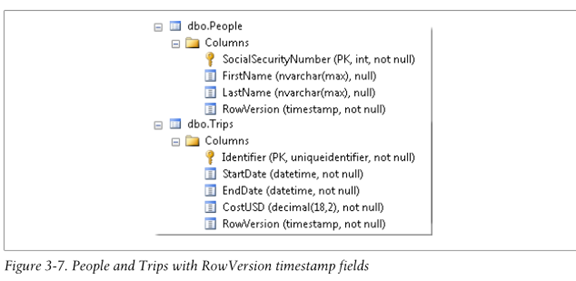 dbo.People
Columns
SocialSecurityNumber (PK, int, not null)
FirstName (nvarchar(max), null)
LastName (nvarchar(max), null)
RowVersion (timestamp, not null)
dbo.Trips
Columns
Identifier (PK, uniqueidentifier, not null)
StartDate (datetime, not null)
EndDate (datetime, not null)
CostUSD (decimal(18,2), not null)
RowVersion (timestamp, not null)
Figure 3-7. People and Trips with RowVersion timestamp fields